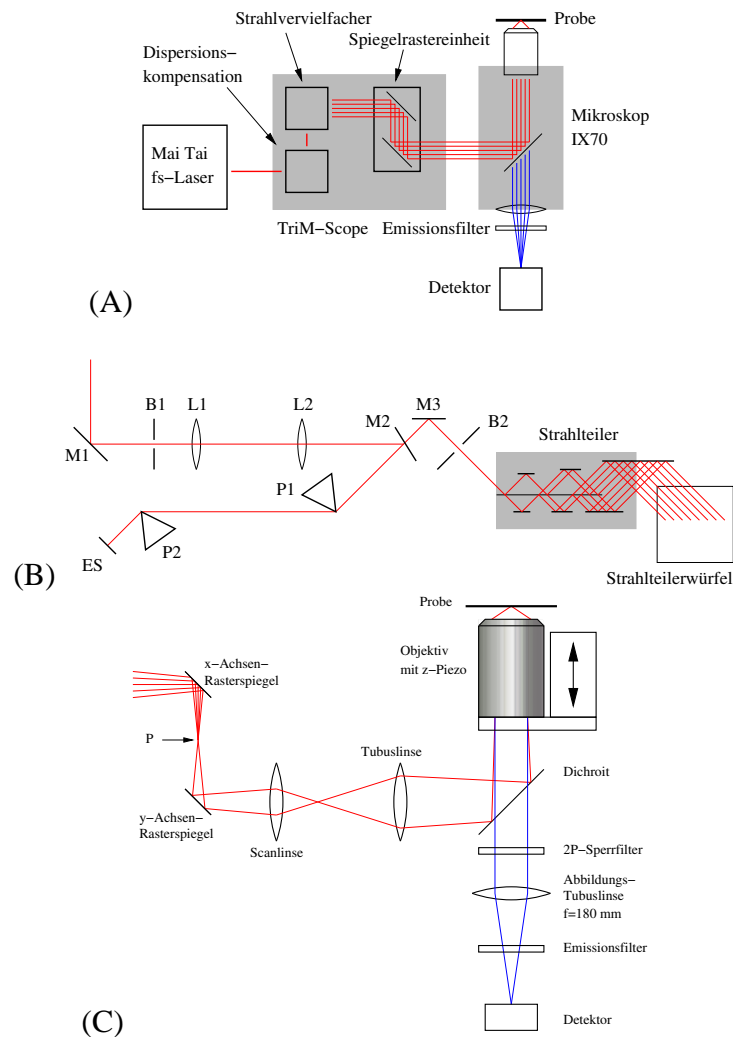 Strahlvervielfacher
Probe
Spiegelrastereinheit
Dispersions-
kompensation
Mikroskop
IX70
Mai Tai
fs-Laser
TriM-Scope
Emissionsfilter
Detektor
(A)
B1
L1
L2
M2
M3
B2
M1
Strahlteiler
P1
P2
ES
Strahlteilerwürfel
(B)
Probe
x-Achsen-
Rasterspiegel
Objektiv
mit z-Piezo
P
Tubuslinse
Dichroit
y-Achsen-
Rasterspiegel
Scanlinse
2P-Sperrfilter
Abbildungs-
Tubuslinse
f=180 mm
Emissionsfilter
Detektor
(C)